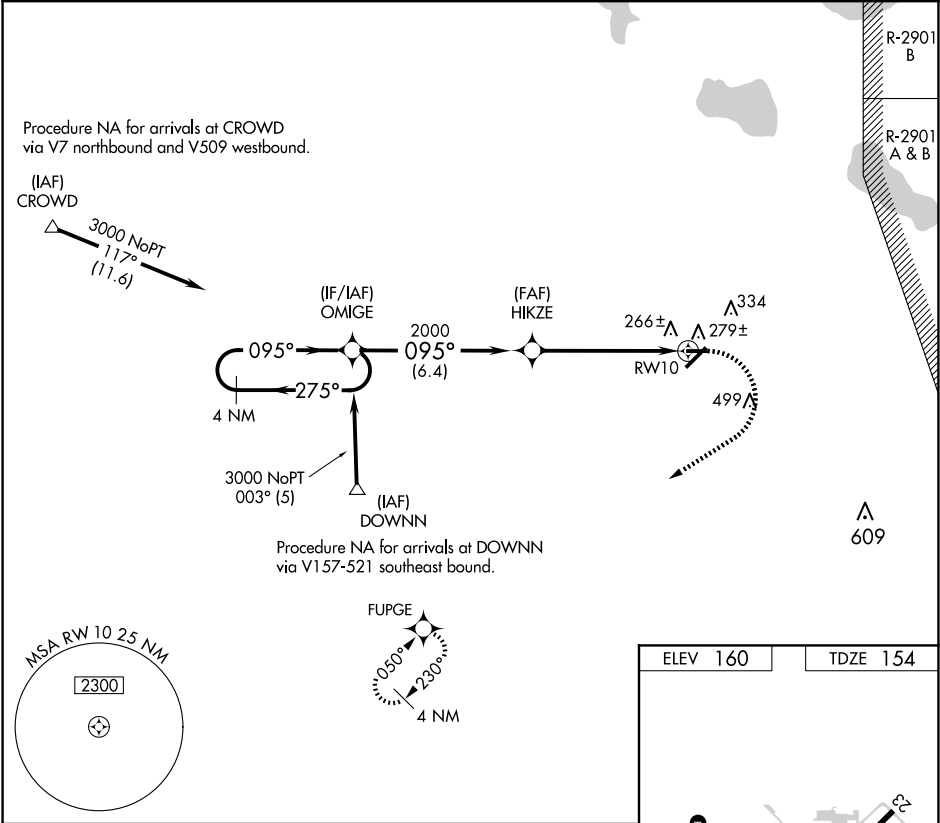 R-2901
B
R-2901
A & B
Procedure NA for arrivals at CROWD
via V7 northbound and V509 westbound.
(IAF)
CROWD
3000 NoPT
117°
(11.6)
(IF/IAF)
OMIGE
(FAF)
HIKZE
334
266±
279±
2000
095°
095°
(6.4)
RW10
275°
4 NM
499
3000 NoPT
003° (5)
(IAF)
DOWNN
609
Procedure NA for arrivals at DOWNN
via V157-521 southeast bound.
FUPGE
050°
230°
4 NM
MSA RW 10 25 NM
2300
ELEV 160
TDZE 154
23